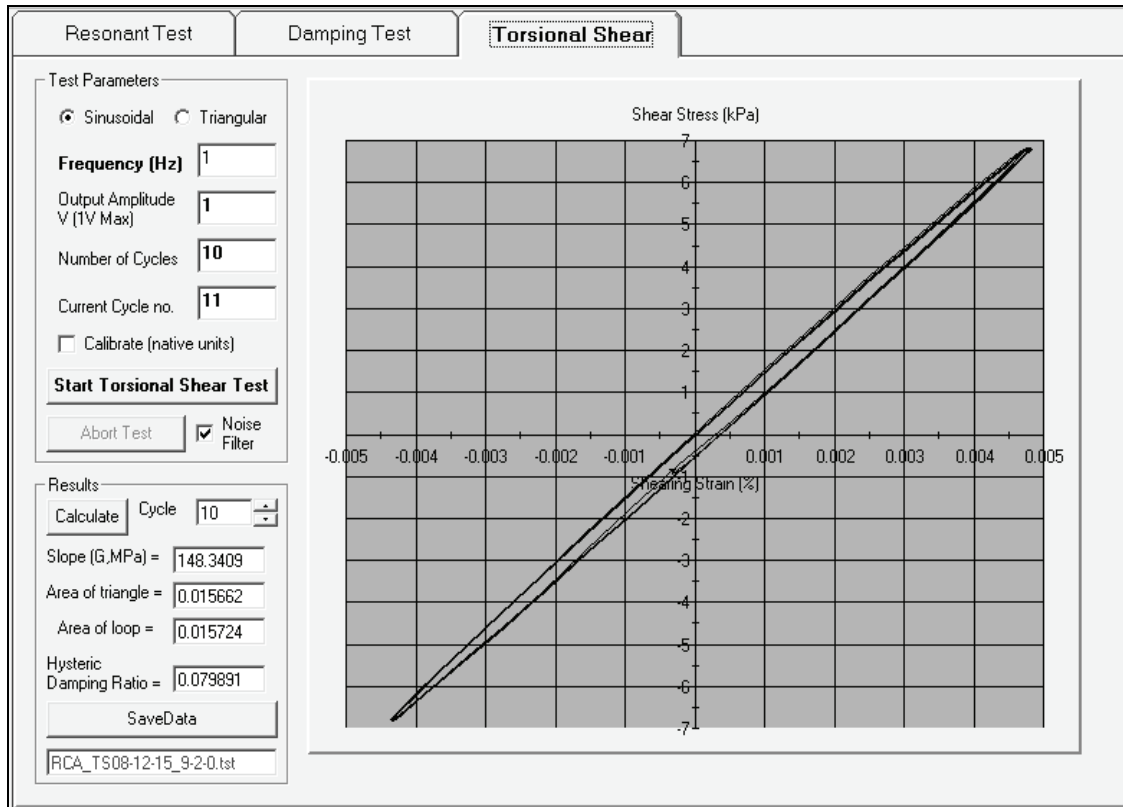 Resonant Test
Damping Test
Torsional Shear
Test Parameters
Sinusoidal
Triangular
Frequency (Hz)
1
Output Amplitude
V (1V Max)
1
Number of Cycles
10
Current Cycle no.
11
Calibrate (native units)
Start Torsional Shear Test
Abort Test
Noise
Filter
Results
Calculate
Cycle
10
Slope (G,MPa) =
148.3409
Area of triangle =
0.015662
Area of loop =
0.015724
Hysteric
Damping Ratio =
0.079891
SaveData
RCA_TS08-12-15_9-2-0.tst
Shear Stress (kPa)
7
6
5
4
3
2
1
-0.005 -0.004 -0.003 -0.002 -0.001 0.001 0.002 0.003 0.004 0.005
-1
Shearing Strain (%)
-2
-3
-4
-5
-6
-7